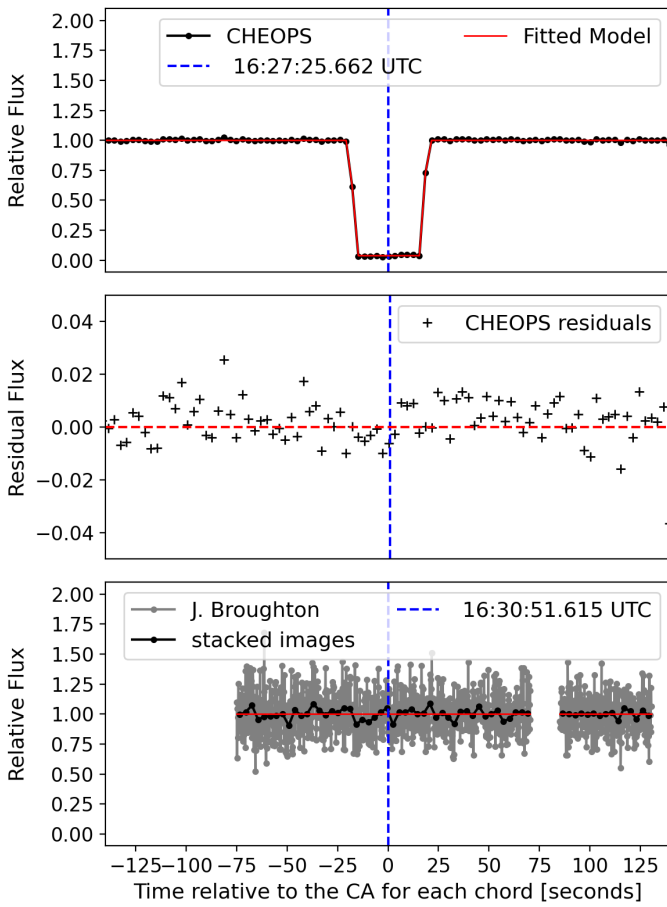 2.00
1.75
1.50
1.25
1.00
0.75
0.50
0.25
0.00
Relative Flux
CHEOPS
16:27:25.662 UTC
Fitted Model
0.04
0.02
0.00
−0.02
−0.04
Residual Flux
CHEOPS residuals
2.00
1.75
1.50
1.25
1.00
0.75
0.50
0.25
0.00
Relative Flux
J. Broughton
stacked images
16:30:51.615 UTC
−125 −100 −75 −50 −25 0 25 50 75 100 125
Time relative to the CA for each chord [seconds]